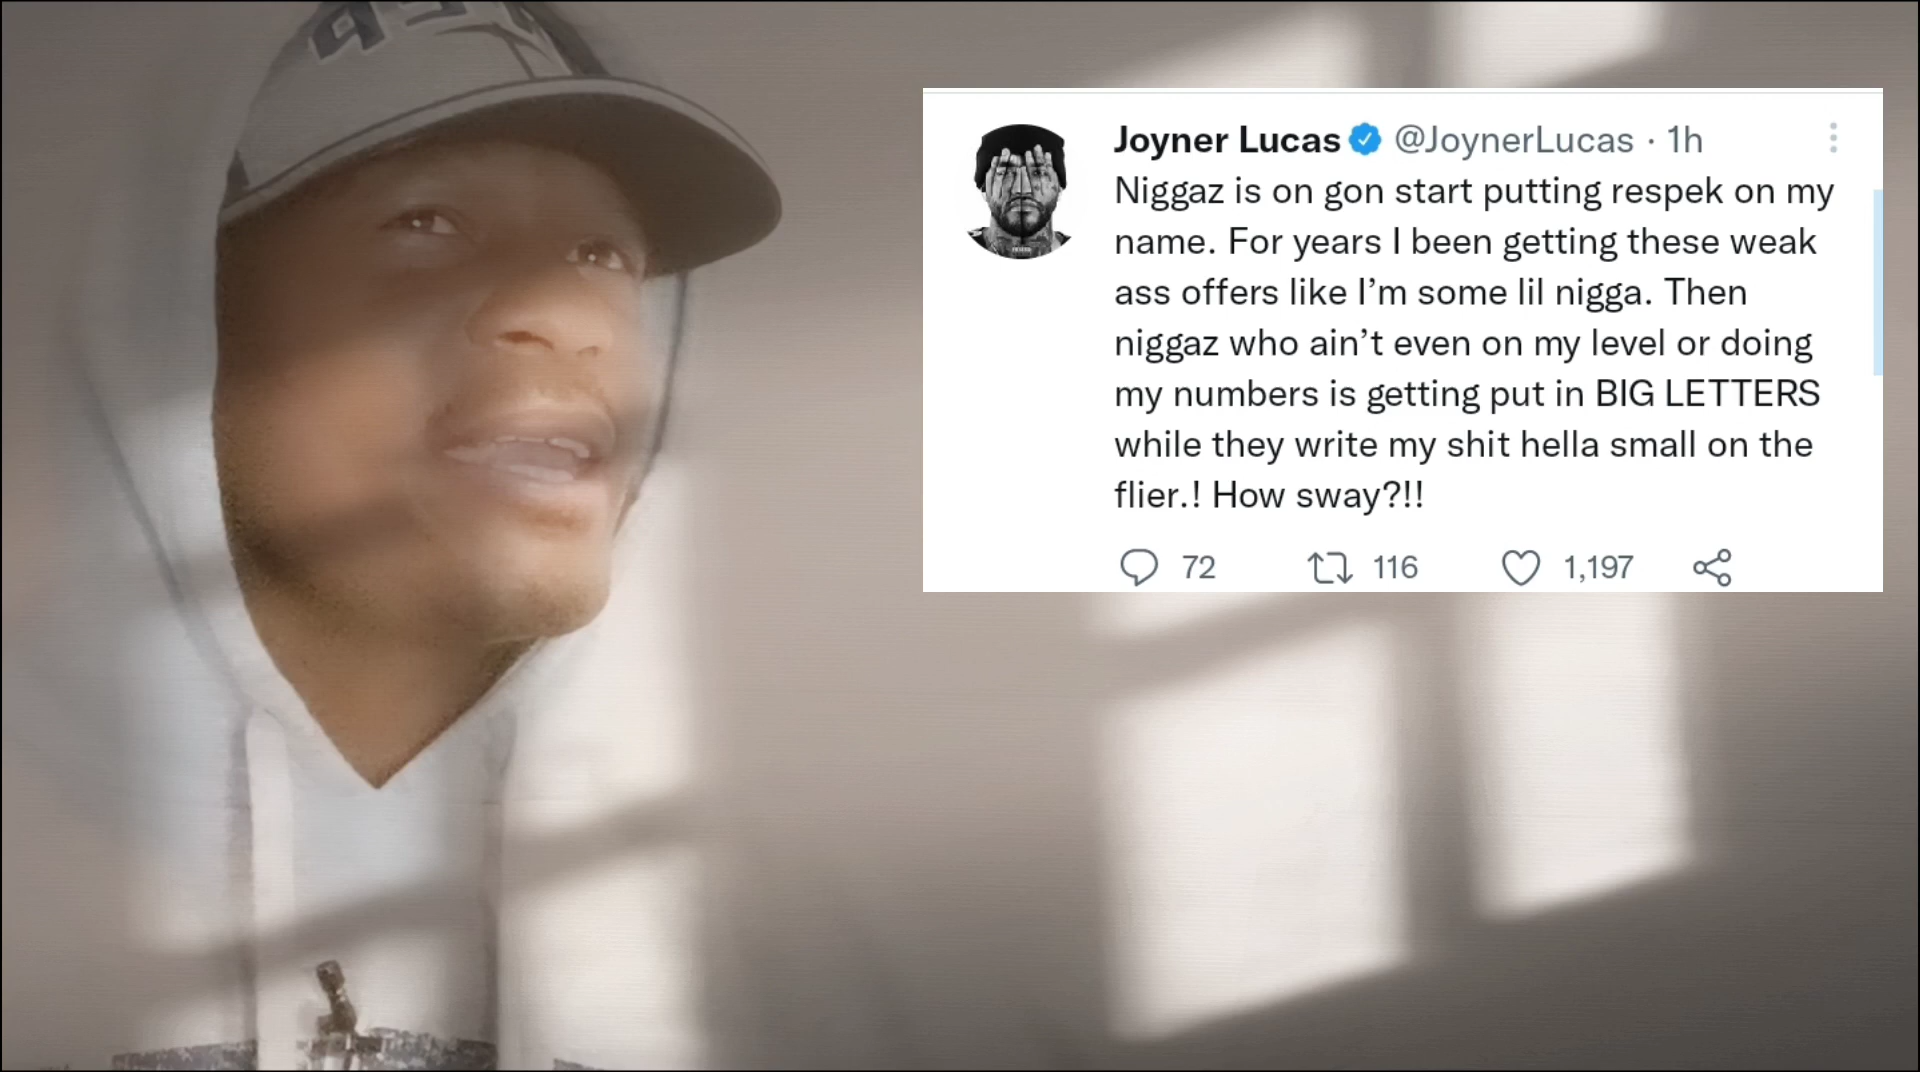 Joyner Lucas @JoynerLucas · 1h
Niggaz is on gon start putting respek on my
name. For years I been getting these weak
ass offers like I’m some lil nigga. Then
niggaz who ain’t even on my level or doing
my numbers is getting put in BIG LETTERS
while they write my shit hella small on the
flier.! How sway?!!
72 116 1,197